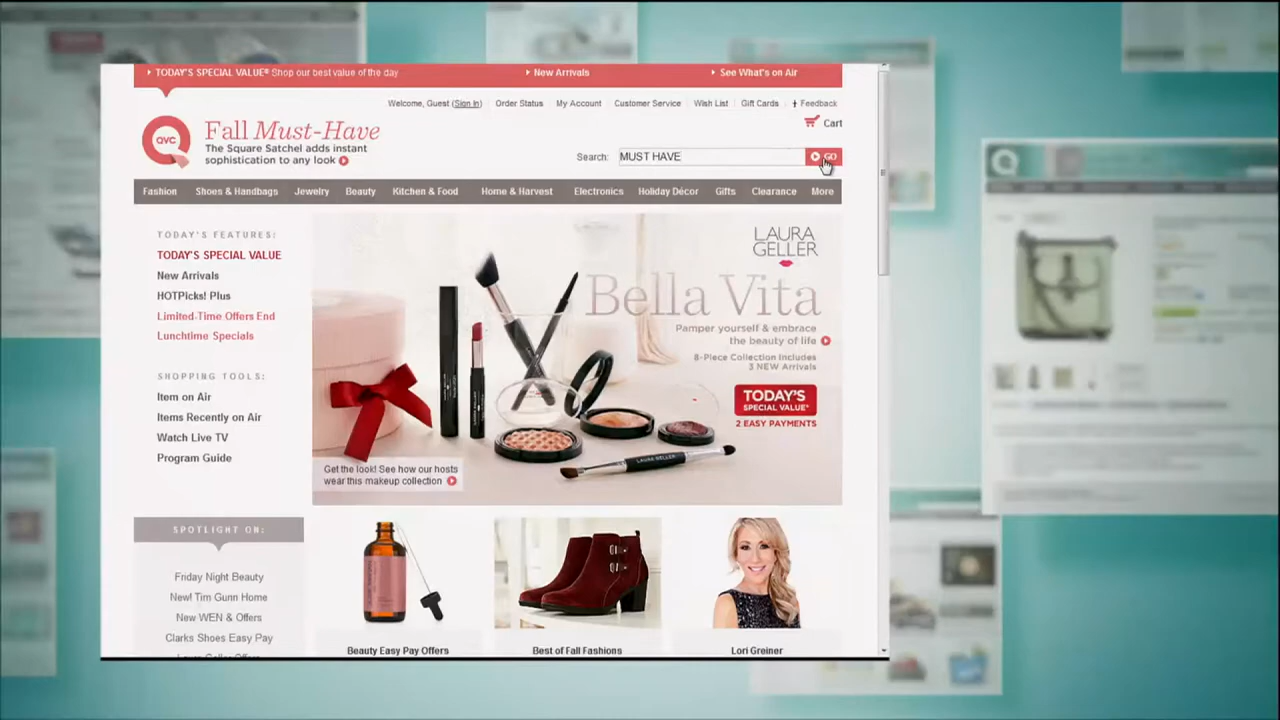 TODAY'S SPECIAL VALUE® Shop our best value of the day
New Arrivals
See What's on Air
Welcome, Guest (Sign In)
Order Status
My Account
Customer Service
Wish List
Gift Cards
Feedback
Cart
QVC
Fall Must-Have
The Square Satchel adds instant
sophistication to any look
Search:
MUST HAVE
GO
Fashion
Shoes & Handbags
Jewelry
Beauty
Kitchen & Food
Home & Harvest
Electronics
Holiday Décor
Gifts
Clearance
More
TODAY'S FEATURES:
TODAY'S SPECIAL VALUE
New Arrivals
HOTPicks! Plus
Limited-Time Offers End
Lunchtime Specials
SHOPPING TOOLS:
Item on Air
Items Recently on Air
Watch Live TV
Program Guide
LAURA
GELLER
Bella Vita
Pamper yourself & embrace
the beauty of life
8-Piece Collection Includes
3 NEW Arrivals
TODAY'S
SPECIAL VALUE®
2 EASY PAYMENTS
LAURA GELLER
Get the look! See how our hosts
wear this makeup collection
SPOTLIGHT ON:
Friday Night Beauty
New! Tim Gunn Home
New WEN & Offers
Clarks Shoes Easy Pay
Laura Geller Offers
Beauty Easy Pay Offers
Best of Fall Fashions
Lori Greiner